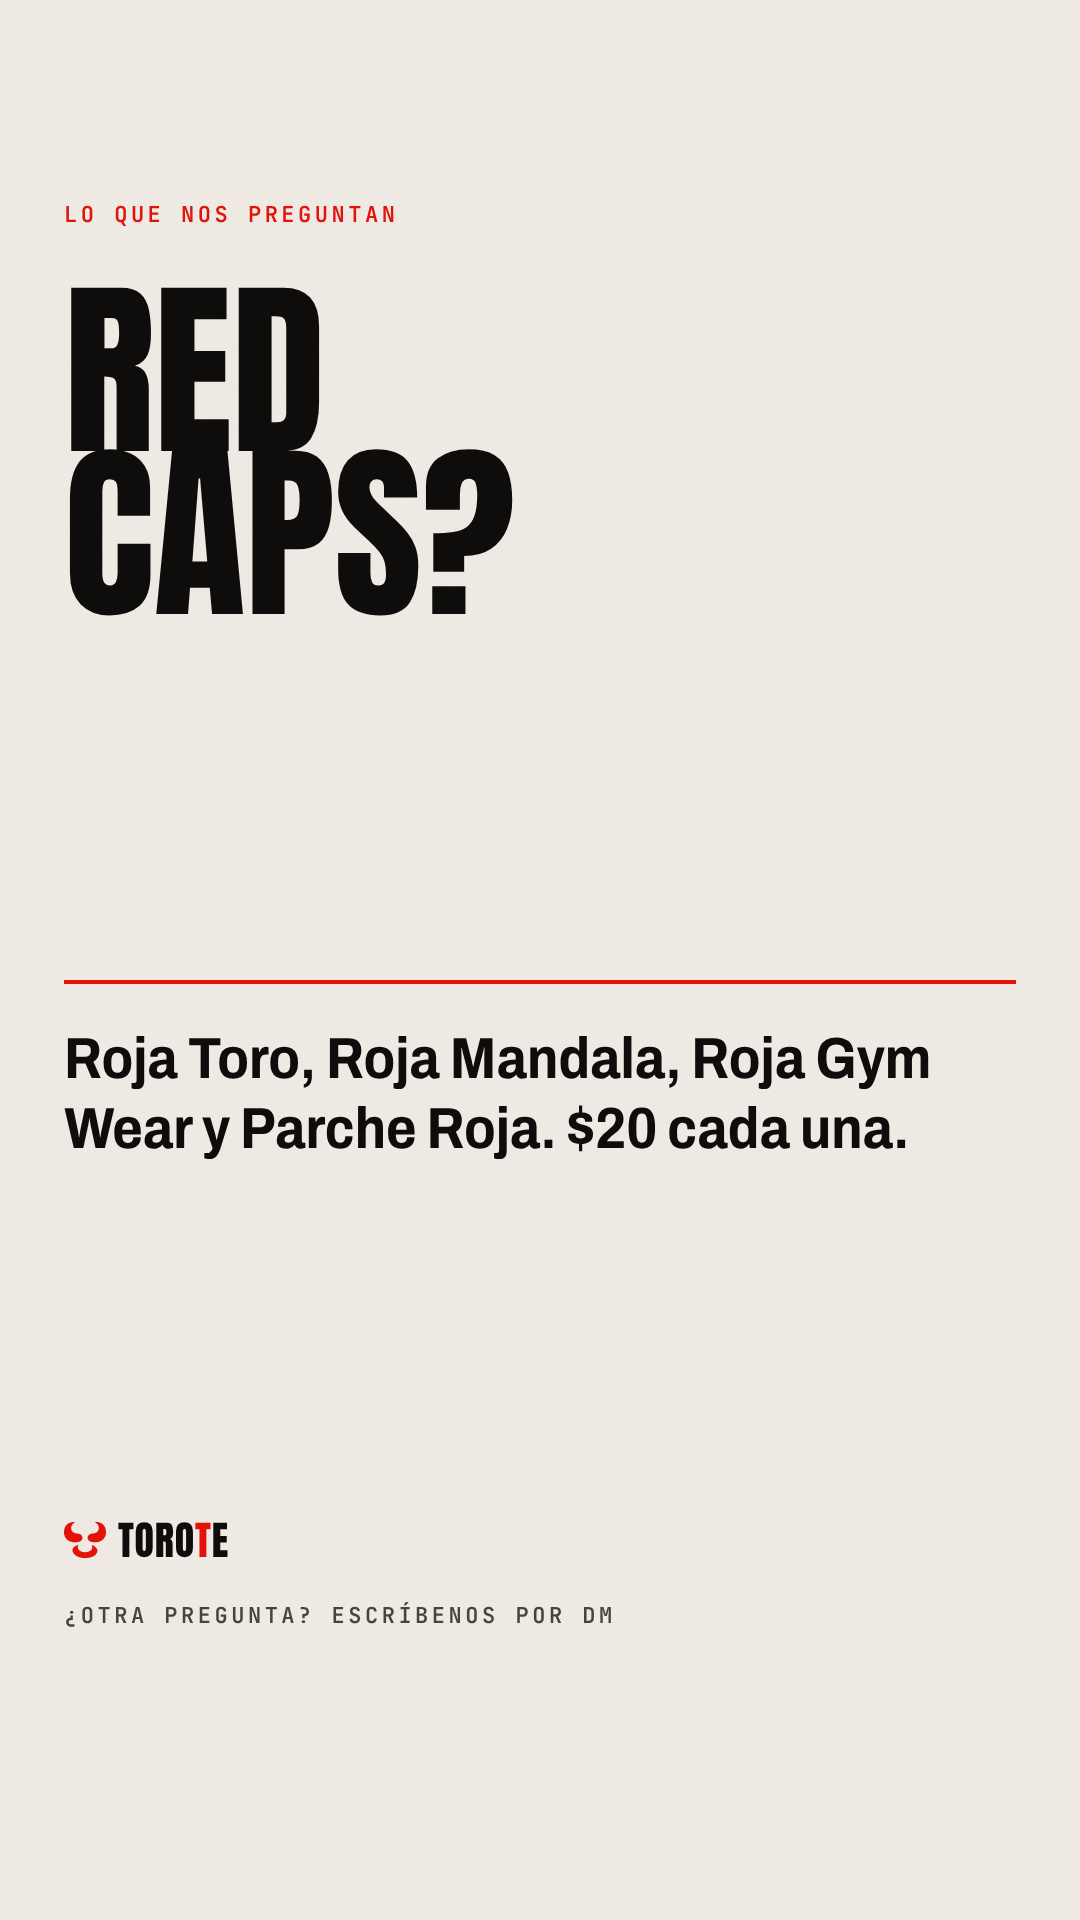 LO QUE NOS PREGUNTAN
RED
CAPS?
Roja Toro, Roja Mandala, Roja Gym
Wear y Parche Roja. $20 cada una.
TOROTE
¿OTRA PREGUNTA? ESCRÍBENOS POR DM